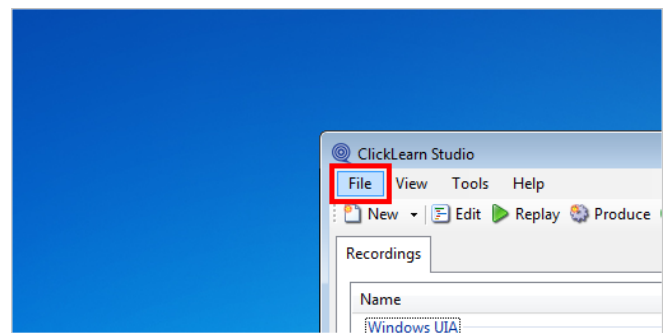 ClickLearn Studio
File View Tools Help
New Edit Replay Produce
Recordings
Name
Windows UIA